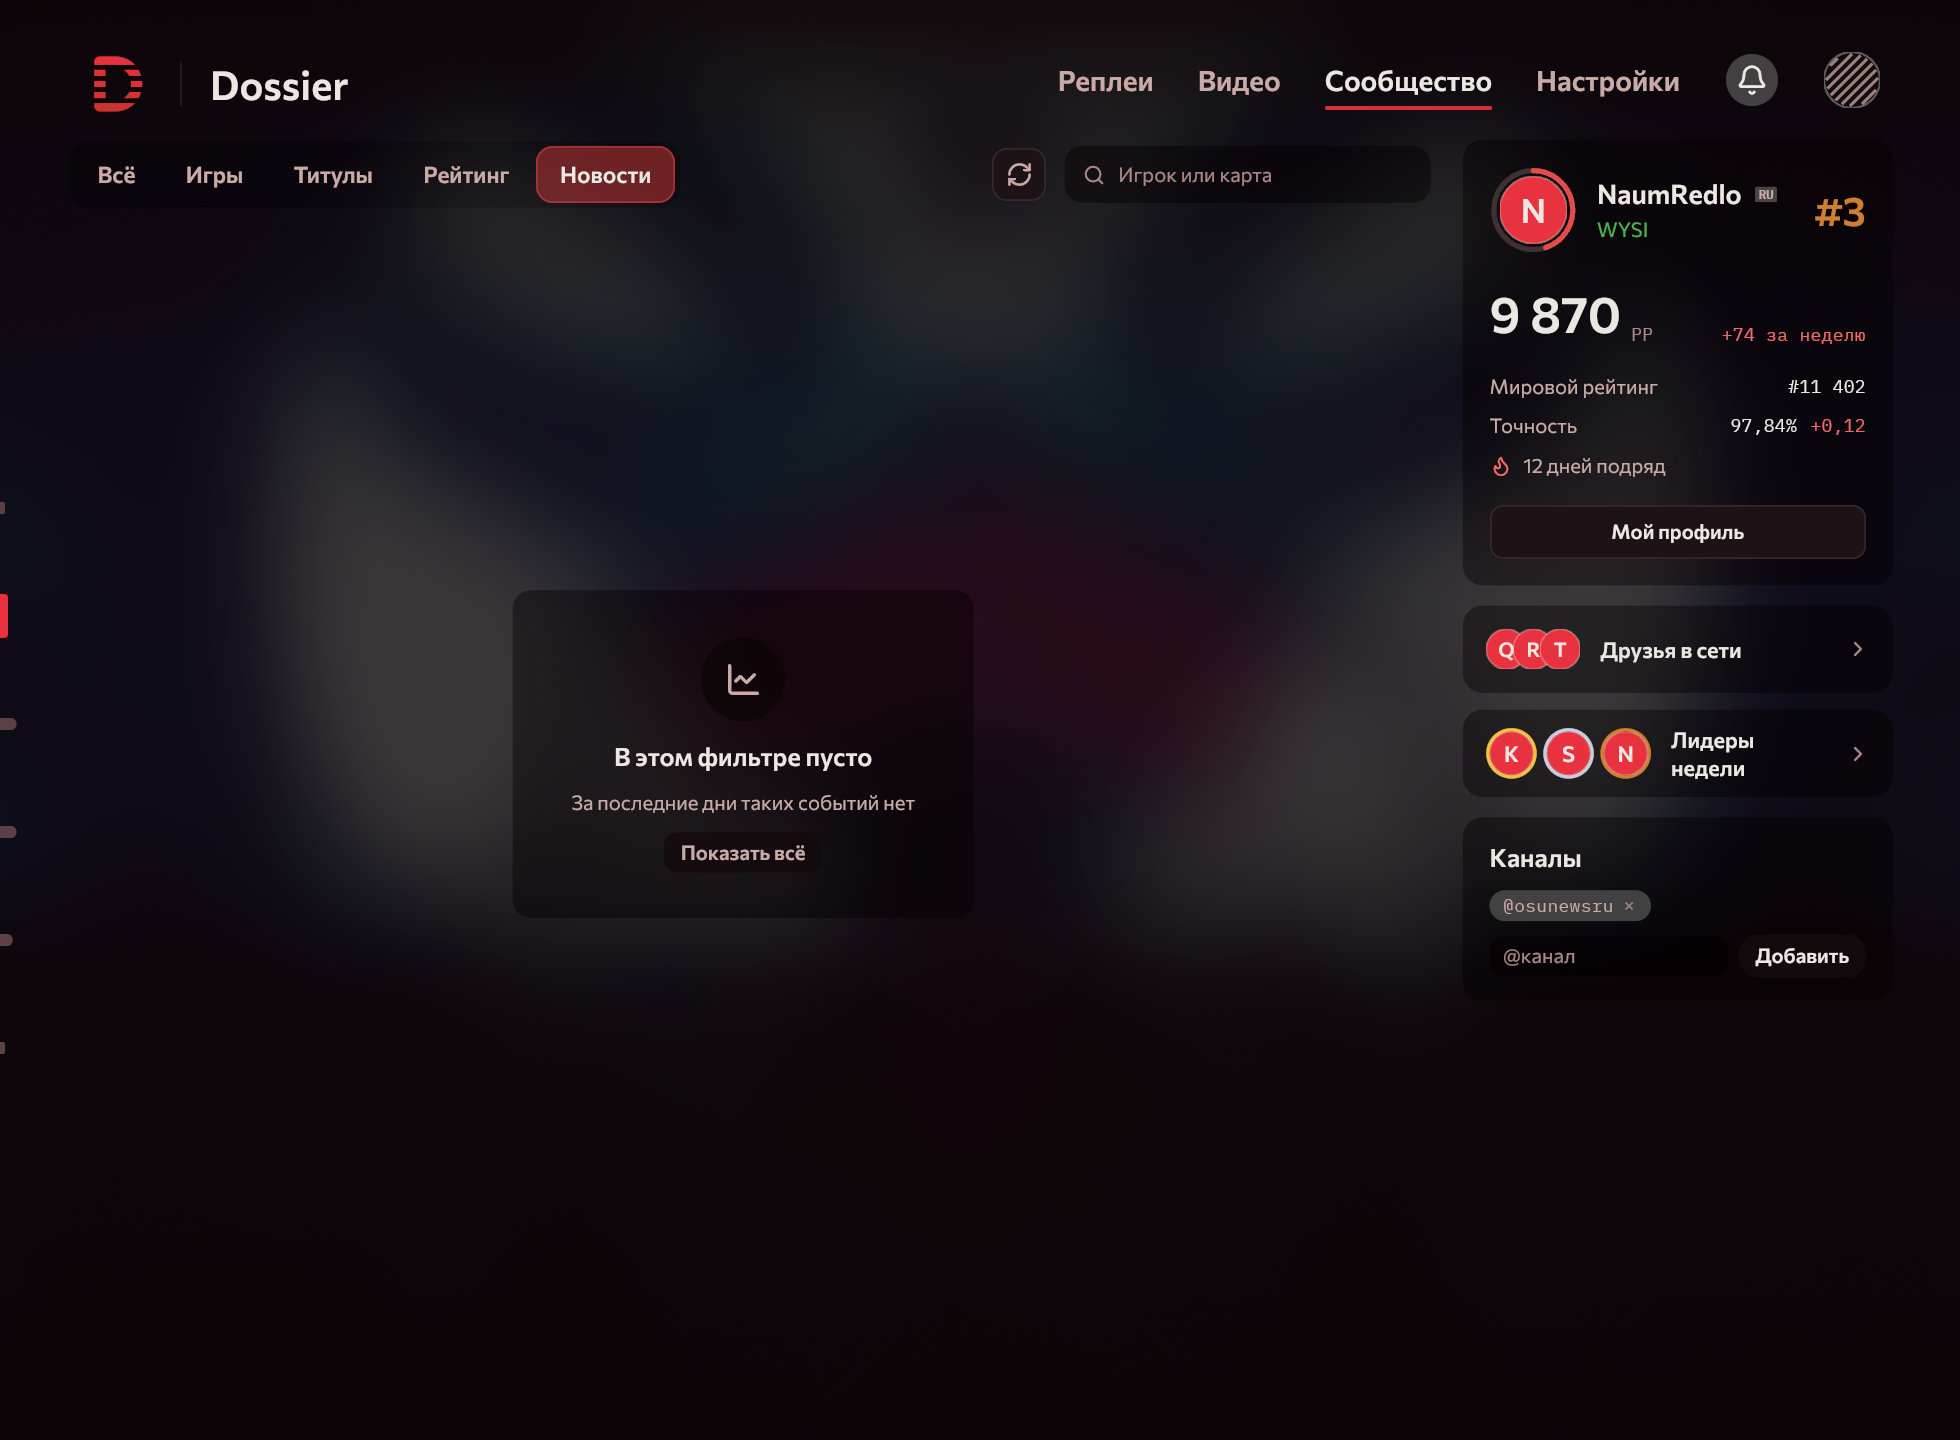 Dossier
Реплеи
Видео
Сообщество
Настройки
Всё
Игры
Титулы
Рейтинг
Новости
Игрок или карта
N
NaumRedlo RU
WYSI
#3
9 870 PP
+74 за неделю
Мировой рейтинг
#11 402
Точность
97,84% +0,12
12 дней подряд
Мой профиль
Q R T
Друзья в сети
K S N
Лидеры
недели
Каналы
@osunewsru ×
@канал
Добавить
В этом фильтре пусто
За последние дни таких событий нет
Показать всё